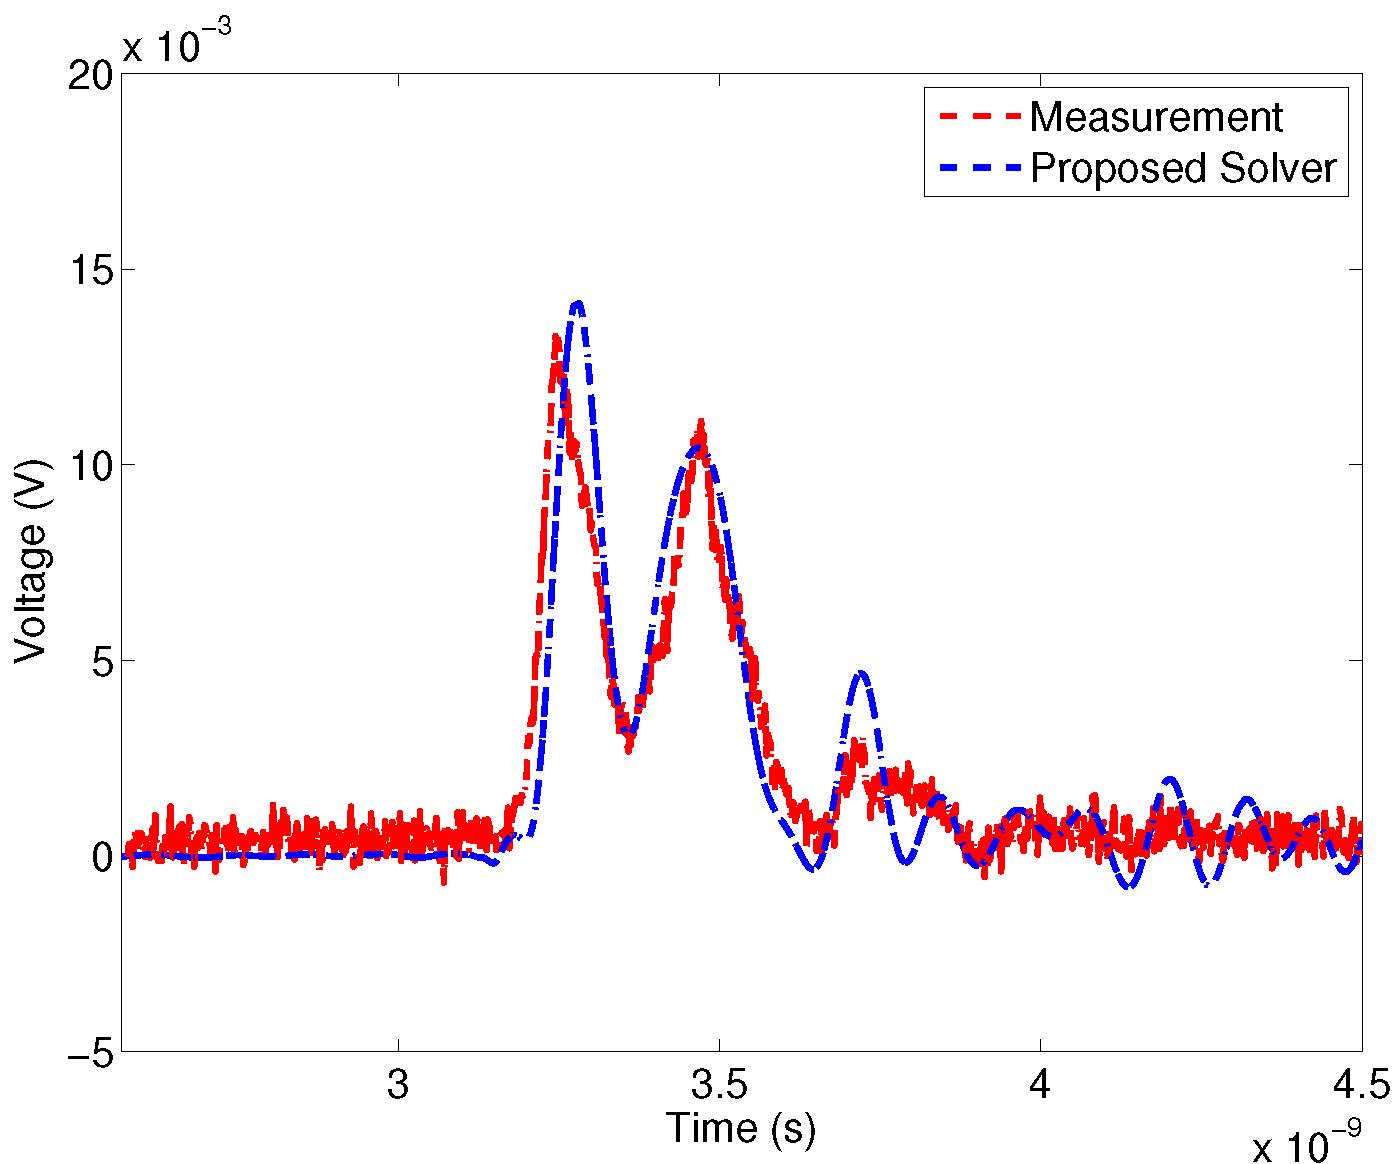 x 10⁻³
20
Measurement
Proposed Solver
15
10
Voltage (V)
5
0
−5
3
3.5
4
4.5
Time (s)
x 10⁻⁹